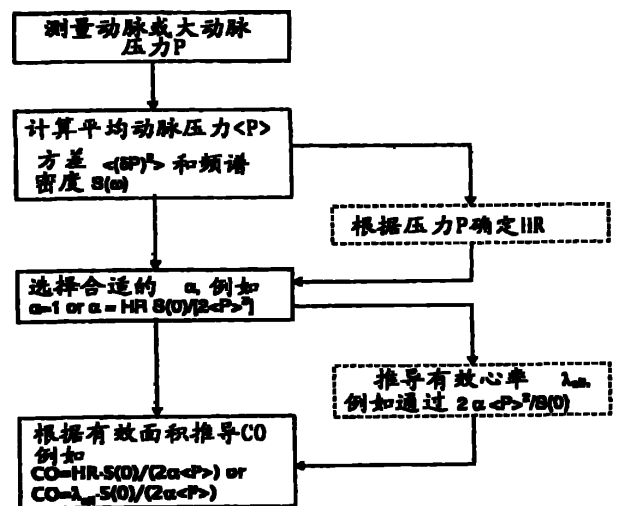 测量动脉或大动脉
压力P
计算平均动脉压力<P>
方差 <(δP)²> 和频谱
密度 S(ω)
根据压力P确定HR
选择合适的 α, 例如
α=1 or α = HR S(0)/[2<P>²]
推导有效心率 λeff,
例如通过 2 α <P>²/S(0)
根据有效面积推导CO
例如
CO=HR·S(0)/(2α<P>) or
CO=λeff·S(0)/(2α<P>)